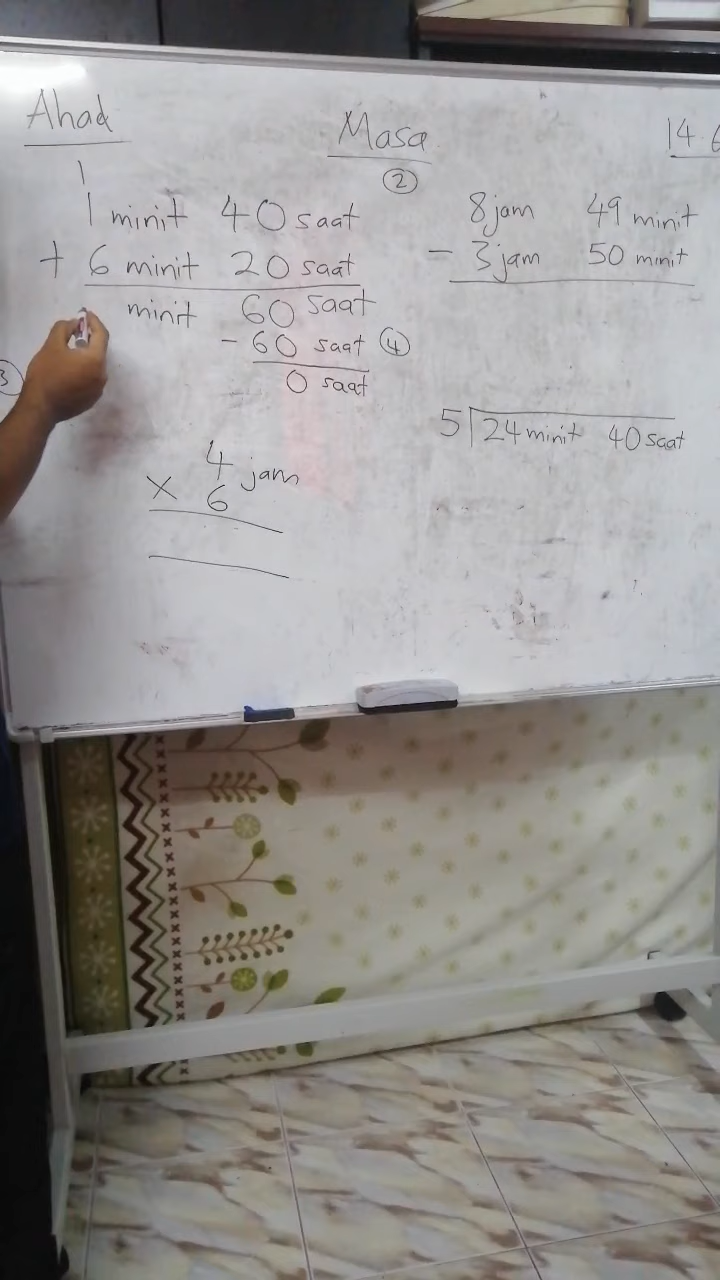 Ahad
Masa
14.
1
1 minit 40 saat
+ 6 minit 20 saat
minit 60 saat
- 60 saat ④
0 saat
②
8 jam 49 minit
- 3 jam 50 minit
3
4 jam
× 6
5 24 minit 40 saat